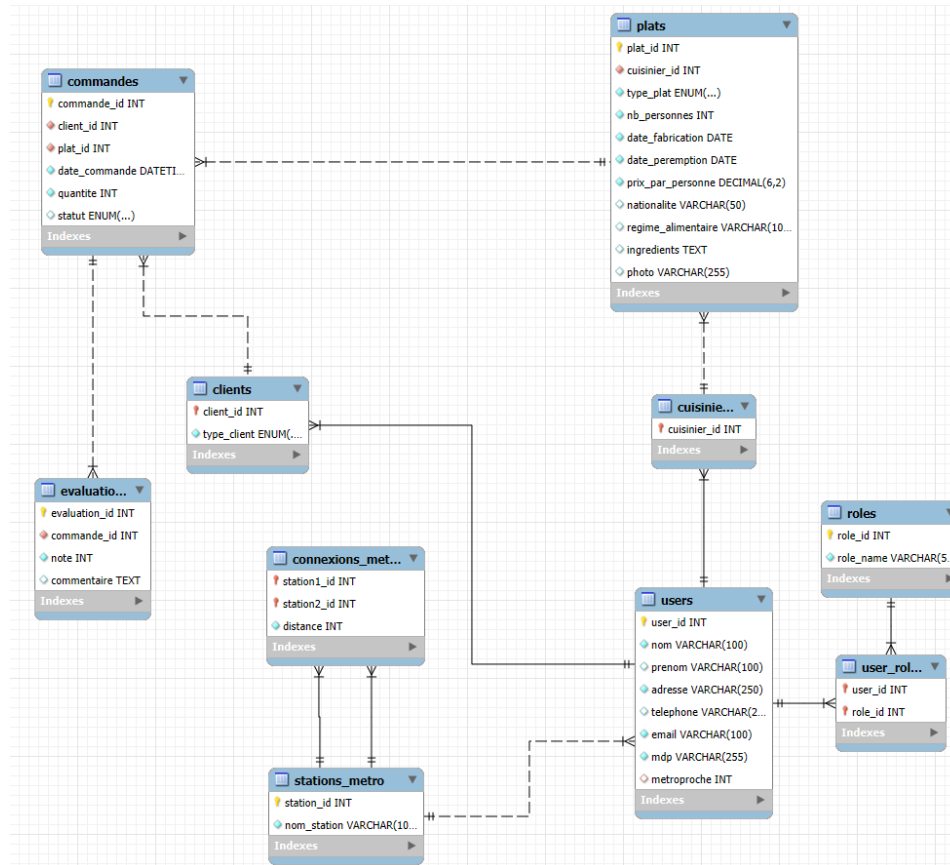 plats
plat_id INT
cuisinier_id INT
type_plat ENUM(...)
nb_personnes INT
date_fabrication DATE
date_peremption DATE
prix_par_personne DECIMAL(6,2)
nationalite VARCHAR(50)
regime_alimentaire VARCHAR(10...
ingredients TEXT
photo VARCHAR(255)
Indexes
commandes
commande_id INT
client_id INT
plat_id INT
date_commande DATETI...
quantite INT
statut ENUM(...)
Indexes
clients
client_id INT
type_client ENUM(....
Indexes
cuisinie...
cuisinier_id INT
Indexes
evaluatio...
evaluation_id INT
commande_id INT
note INT
commentaire TEXT
Indexes
roles
role_id INT
role_name VARCHAR(5...
Indexes
connexions_met...
station1_id INT
station2_id INT
distance INT
Indexes
users
user_id INT
nom VARCHAR(100)
prenom VARCHAR(100)
adresse VARCHAR(250)
telephone VARCHAR(2...
email VARCHAR(100)
mdp VARCHAR(255)
metroproche INT
Indexes
user_rol...
user_id INT
role_id INT
Indexes
stations_metro
station_id INT
nom_station VARCHAR(10...
Indexes